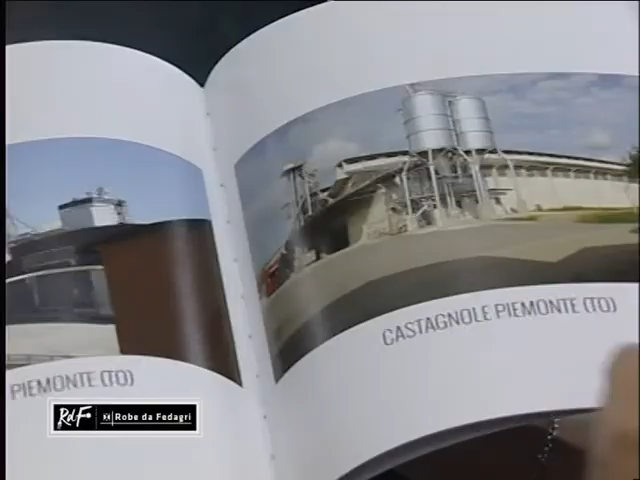 PIEMONTE (TO)
CASTAGNOLE PIEMONTE (TO)
RdF Robe da Fedagri